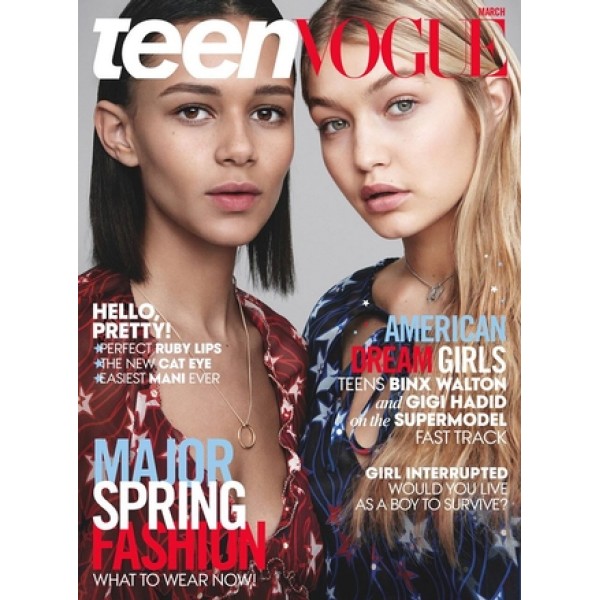 MARCH
teenVOGUE
HELLO,
PRETTY!
★PERFECT RUBY LIPS
★THE NEW CAT EYE
★EASIEST MANI EVER
AMERICAN
DREAM GIRLS
TEENS BINX WALTON
and GIGI HADID
on the SUPERMODEL
FAST TRACK
MAJOR
SPRING
FASHION
WHAT TO WEAR NOW!
GIRL INTERRUPTED
WOULD YOU LIVE
AS A BOY TO SURVIVE?